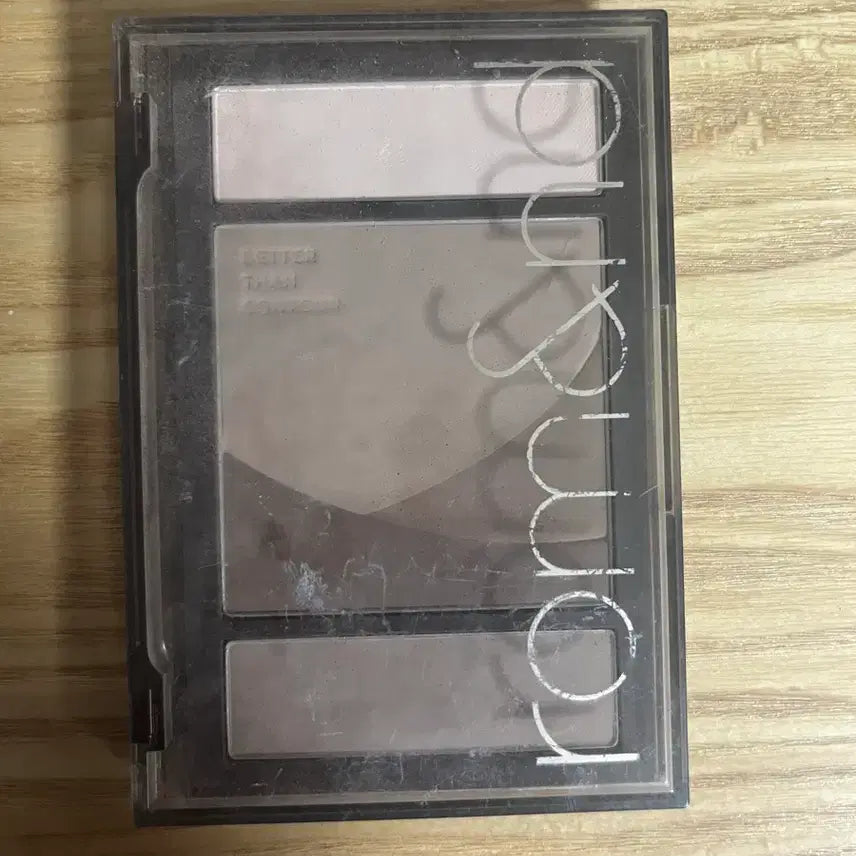 rom&nd
BETTER
THAN
CONTOUR